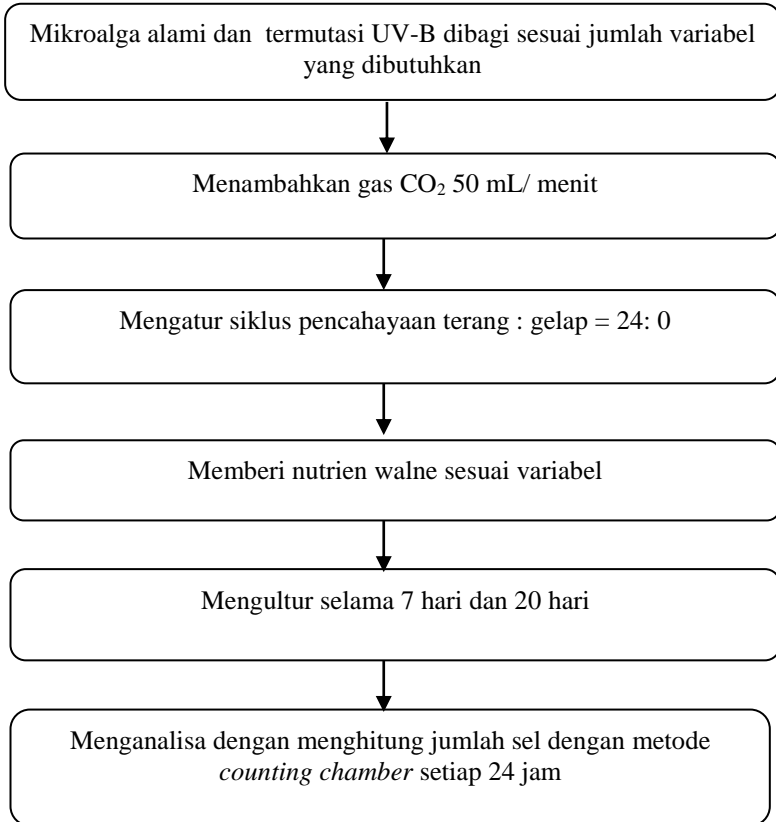 Mikroalga alami dan termutasi UV-B dibagi sesuai jumlah variabel
yang dibutuhkan
Menambahkan gas CO₂ 50 mL/ menit
Mengatur siklus pencahayaan terang : gelap = 24: 0
Memberi nutrien walne sesuai variabel
Mengultur selama 7 hari dan 20 hari
Menganalisa dengan menghitung jumlah sel dengan metode
counting chamber setiap 24 jam